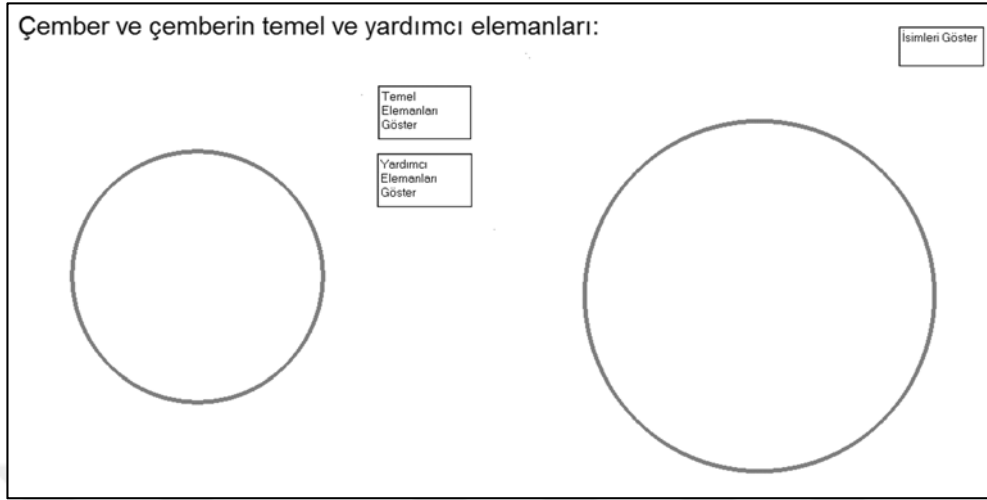 Çember ve çemberin temel ve yardımcı elemanları:
İsimleri Göster
Temel
Elemanları
Göster
Yardımcı
Elemanları
Göster